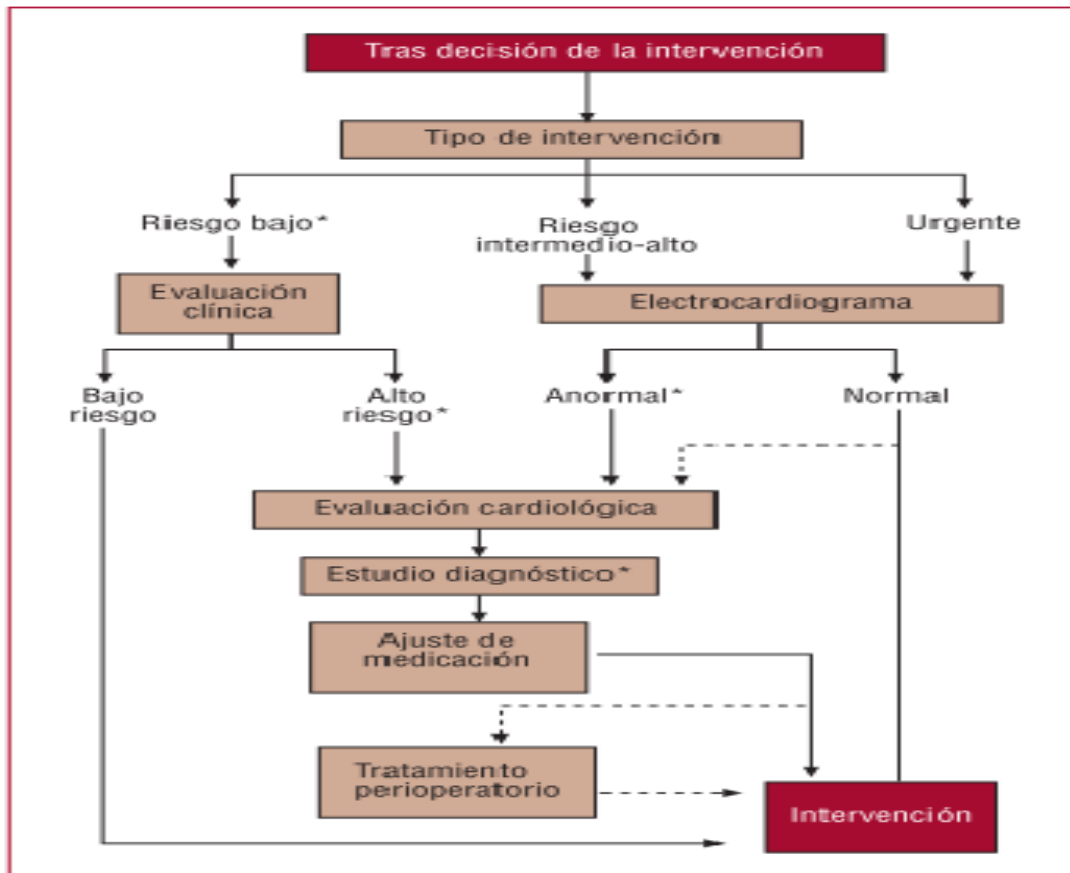 Tras decisión de la intervención
Tipo de intervención
Riesgo bajo*
Riesgo
intermedio-alto
Urgente
Evaluación
clínica
Electrocardiograma
Bajo
riesgo
Alto
riesgo*
Anormal*
Normal
Evaluación cardiológica
Estudio diagnóstico*
Ajuste de
medicación
Tratamiento
perioperatorio
Intervención